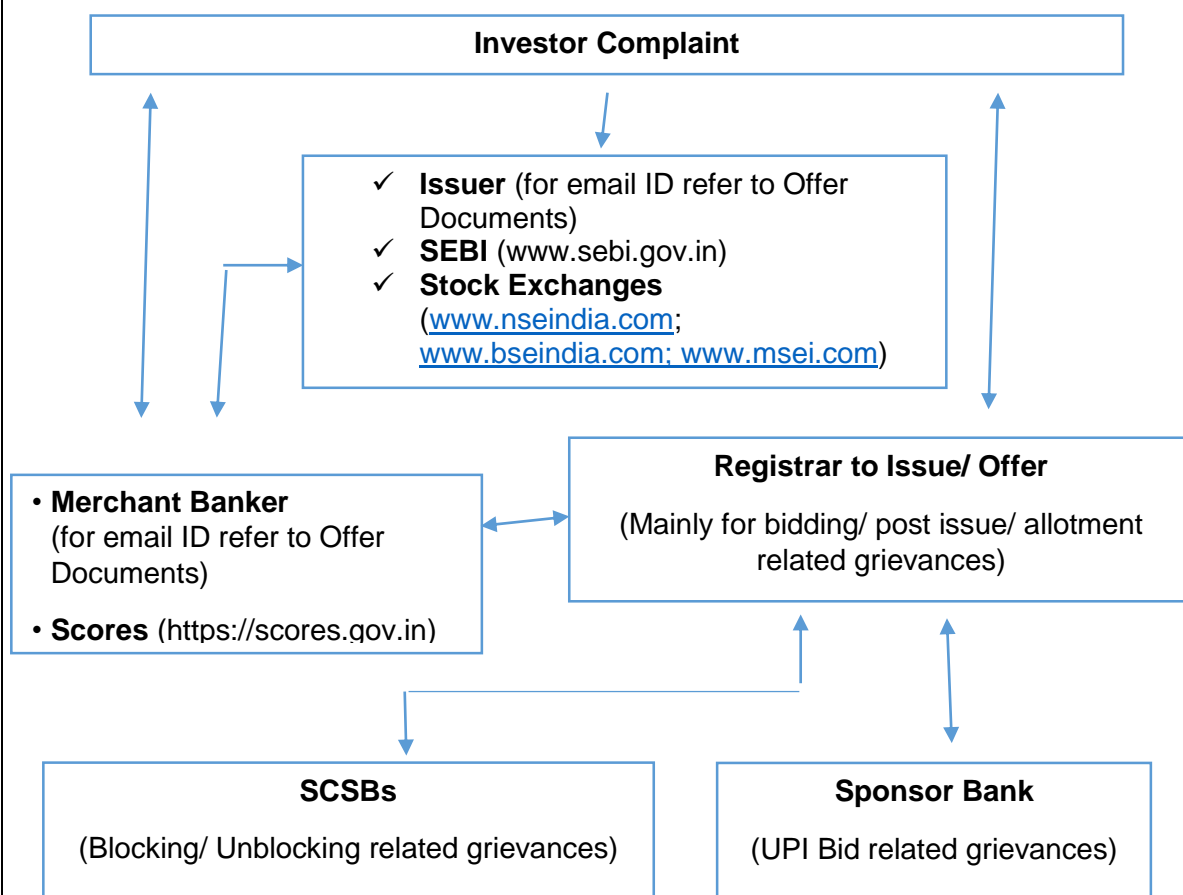 Investor Complaint
✓ Issuer (for email ID refer to Offer
Documents)
✓ SEBI (www.sebi.gov.in)
✓ Stock Exchanges
(www.nseindia.com;
www.bseindia.com; www.msei.com)
• Merchant Banker
(for email ID refer to Offer
Documents)
• Scores (https://scores.gov.in)
Registrar to Issue/ Offer
(Mainly for bidding/ post issue/ allotment
related grievances)
SCSBs
(Blocking/ Unblocking related grievances)
Sponsor Bank
(UPI Bid related grievances)